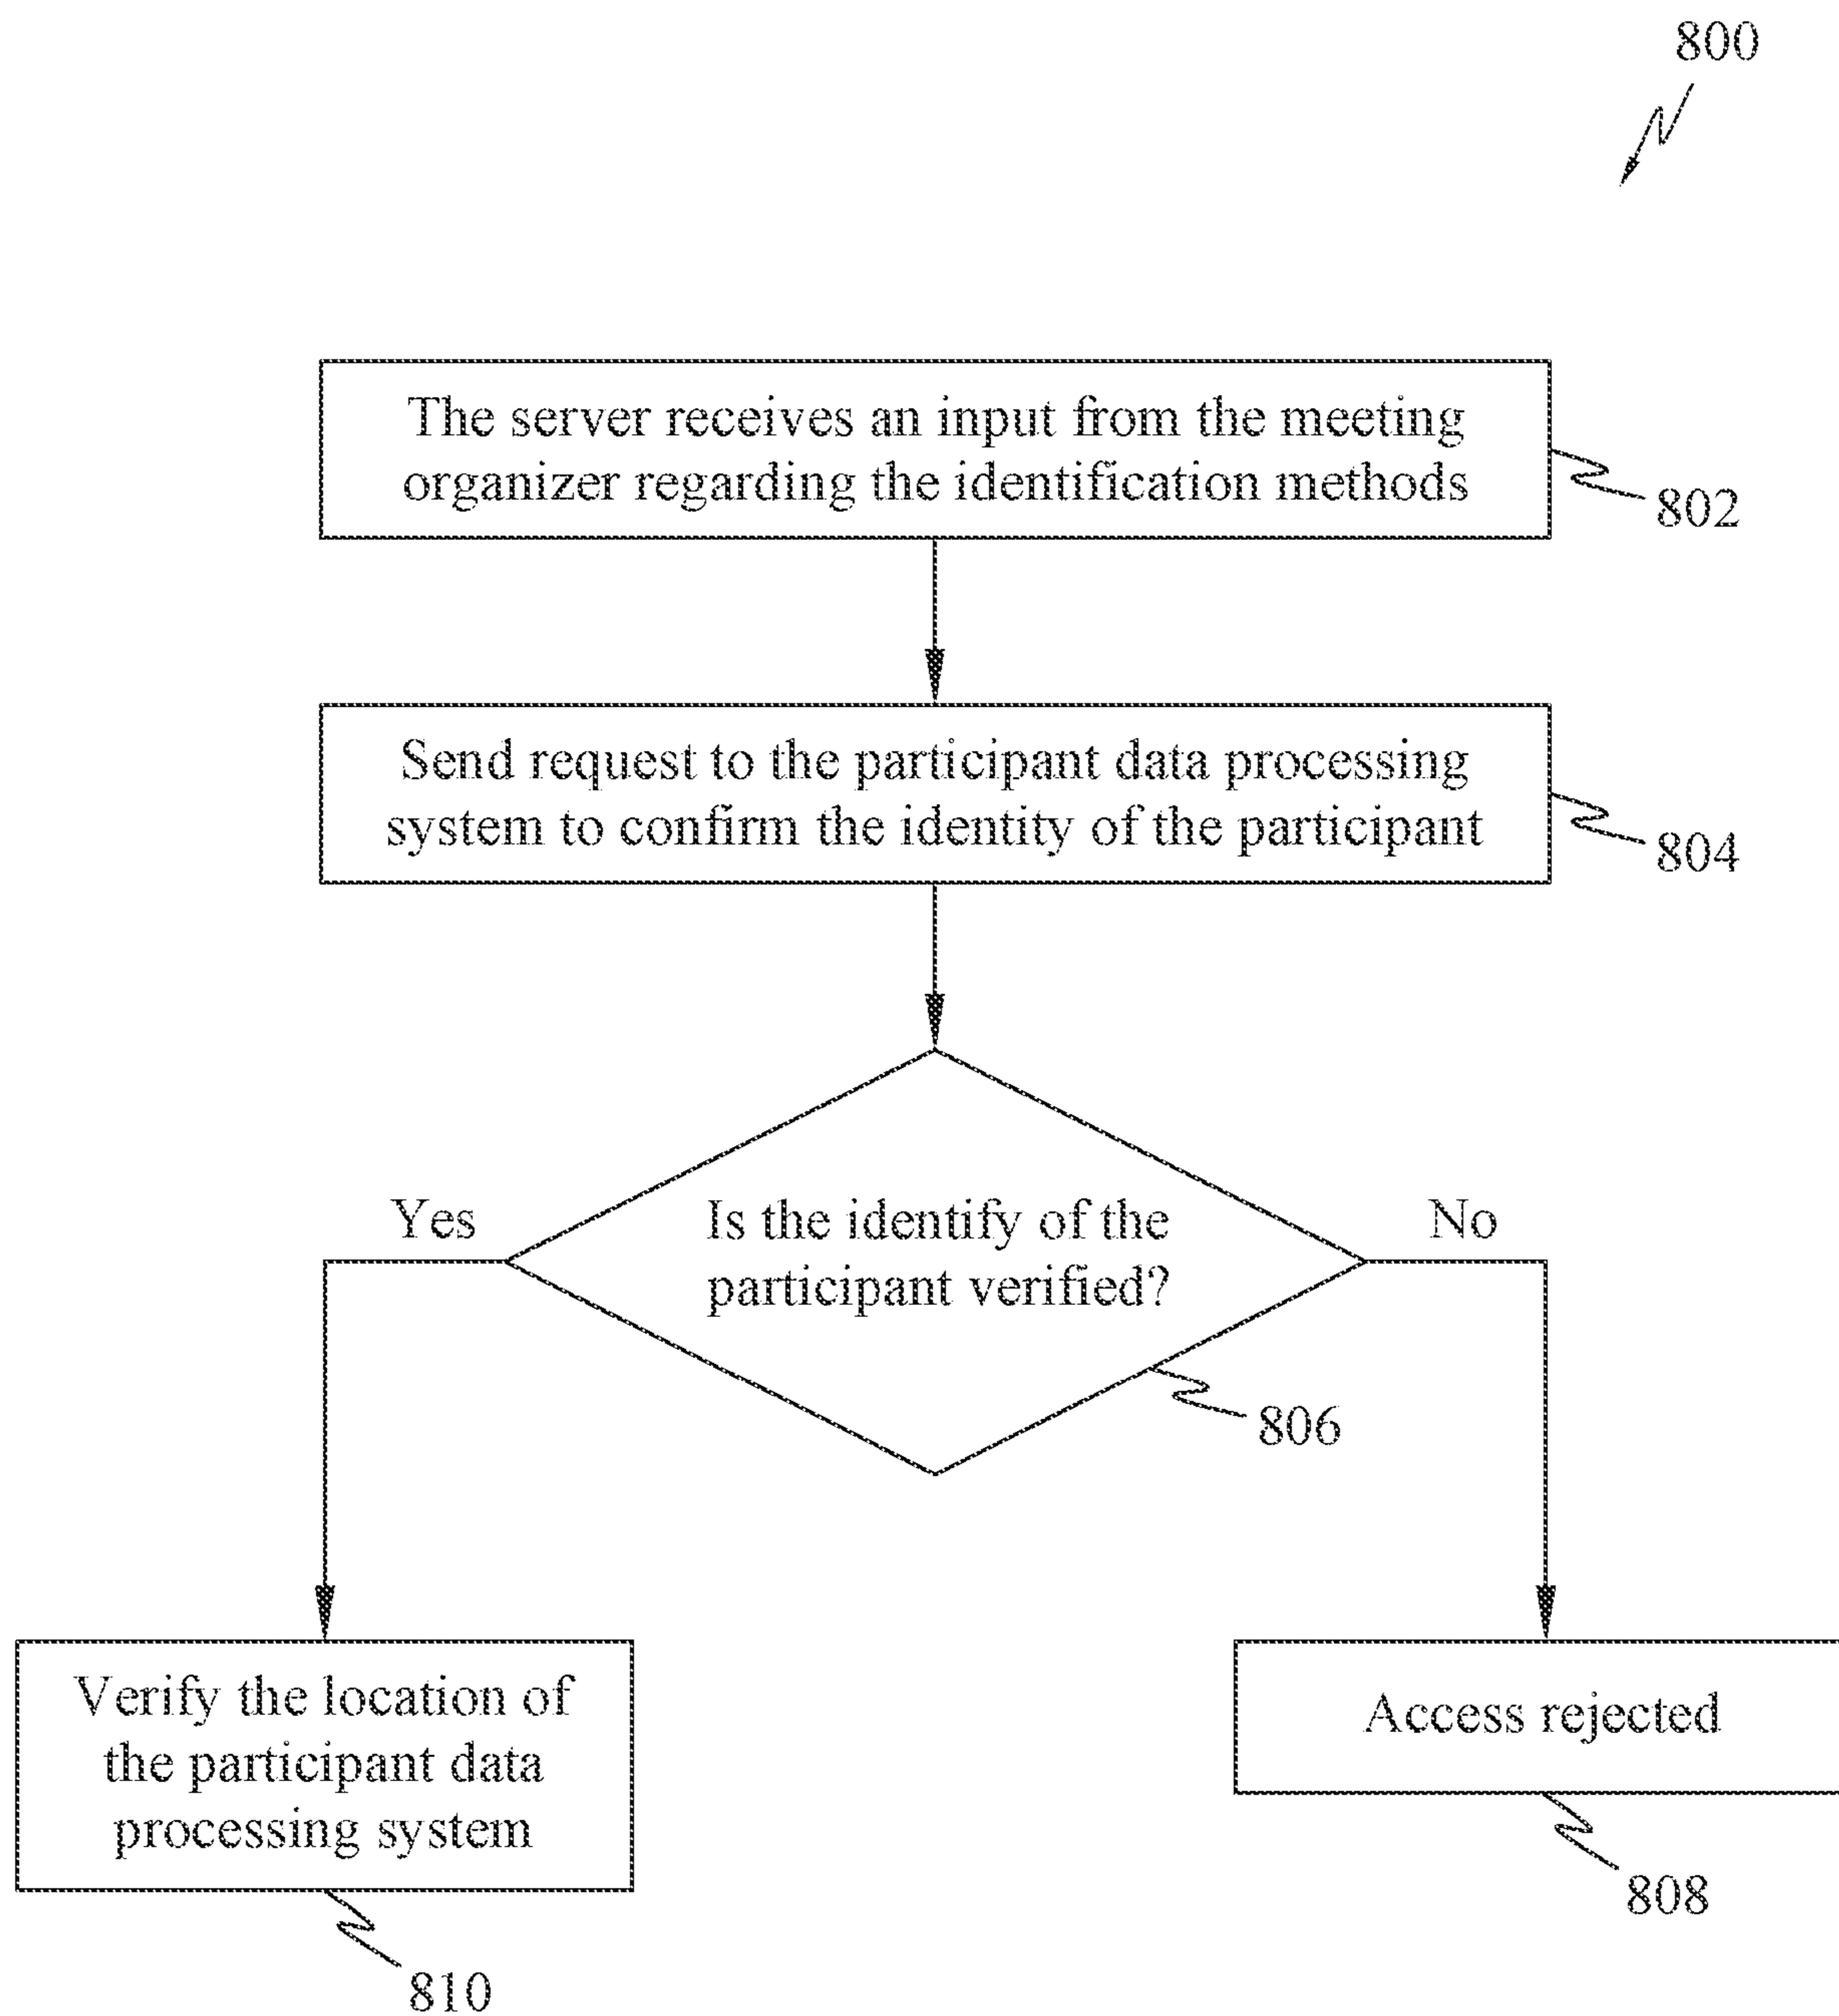 800
The server receives an input from the meeting
organizer regarding the identification methods
802
Send request to the participant data processing
system to confirm the identity of the participant
804
Yes
Is the identify of the
participant verified?
No
806
Verify the location of
the participant data
processing system
810
Access rejected
808